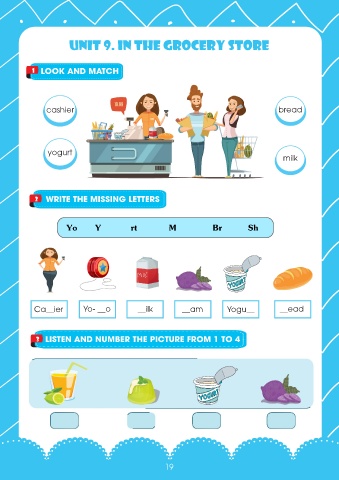 UNIT 9. IN THE GROCERY STORE
1 LOOK AND MATCH
cashier
bread
yogurt
milk
2 WRITE THE MISSING LETTERS
Yo Y rt M Br Sh
MILK
YOGURT
Ca__ier Yo- __o __ilk __am Yogu__ __ead
3 LISTEN AND NUMBER THE PICTURE FROM 1 TO 4
YOGURT
19